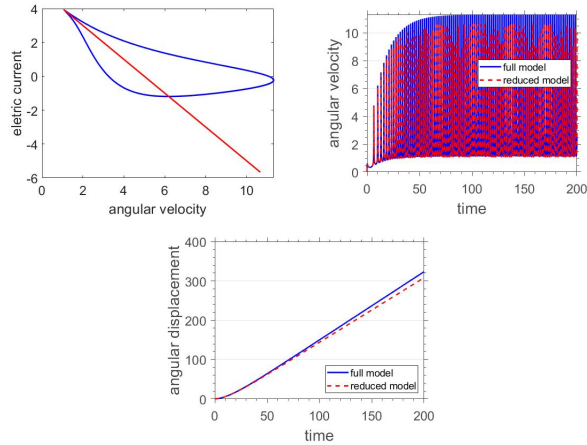 4
2
0
-2
-4
-6
eletric current
0 2 4 6 8 10
angular velocity
10
8
6
4
2
0
angular velocity
full model
reduced model
0 50 100 150 200
time
400
300
200
100
0
angular displacement
full model
reduced model
0 50 100 150 200
time